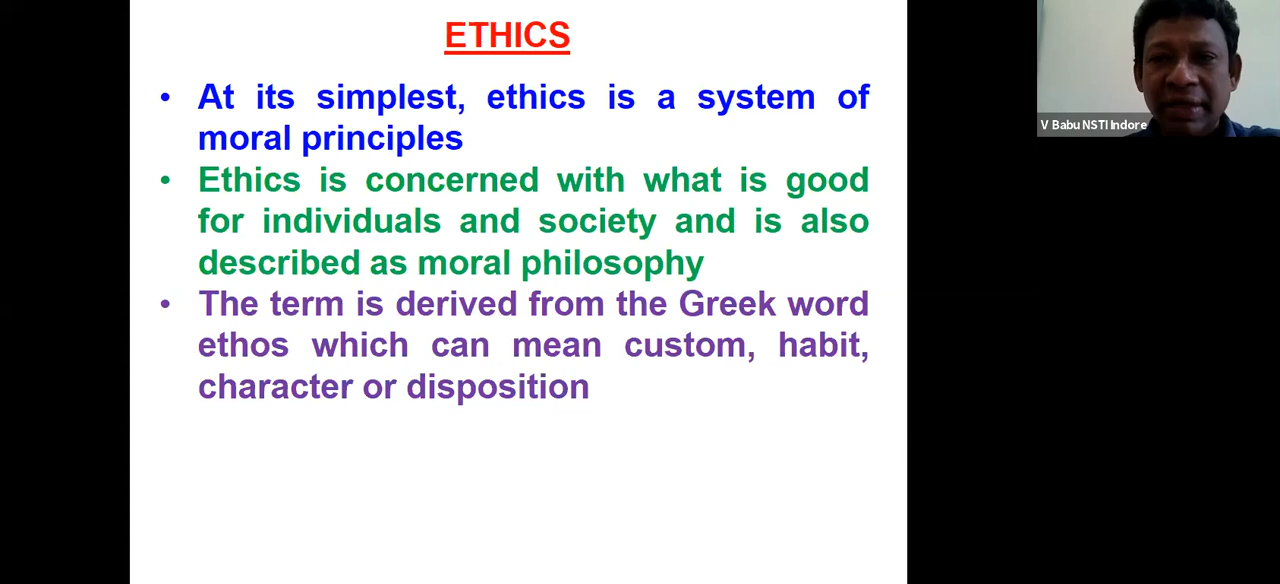 ETHICS
• At its simplest, ethics is a system of
moral principles
• Ethics is concerned with what is good
for individuals and society and is also
described as moral philosophy
• The term is derived from the Greek word
ethos which can mean custom, habit,
character or disposition
V Babu NSTI Indore